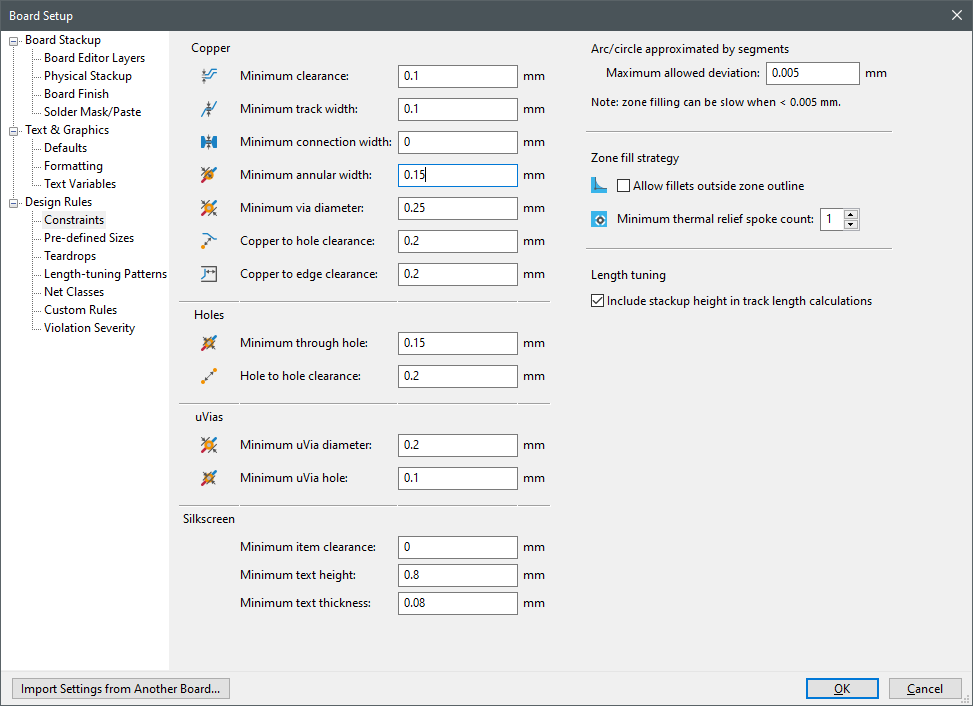 Board Setup
Board Stackup
Board Editor Layers
Physical Stackup
Board Finish
Solder Mask/Paste
Text & Graphics
Defaults
Formatting
Text Variables
Design Rules
Constraints
Pre-defined Sizes
Teardrops
Length-tuning Patterns
Net Classes
Custom Rules
Violation Severity
Copper
Minimum clearance: 0.1 mm
Minimum track width: 0.1 mm
Minimum connection width: 0 mm
Minimum annular width: 0.15 mm
Minimum via diameter: 0.25 mm
Copper to hole clearance: 0.2 mm
Copper to edge clearance: 0.2 mm
Holes
Minimum through hole: 0.15 mm
Hole to hole clearance: 0.2 mm
uVias
Minimum uVia diameter: 0.2 mm
Minimum uVia hole: 0.1 mm
Silkscreen
Minimum item clearance: 0 mm
Minimum text height: 0.8 mm
Minimum text thickness: 0.08 mm
Arc/circle approximated by segments
Maximum allowed deviation: 0.005 mm
Note: zone filling can be slow when < 0.005 mm.
Zone fill strategy
Allow fillets outside zone outline
Minimum thermal relief spoke count: 1
Length tuning
Include stackup height in track length calculations
Import Settings from Another Board...
OK
Cancel